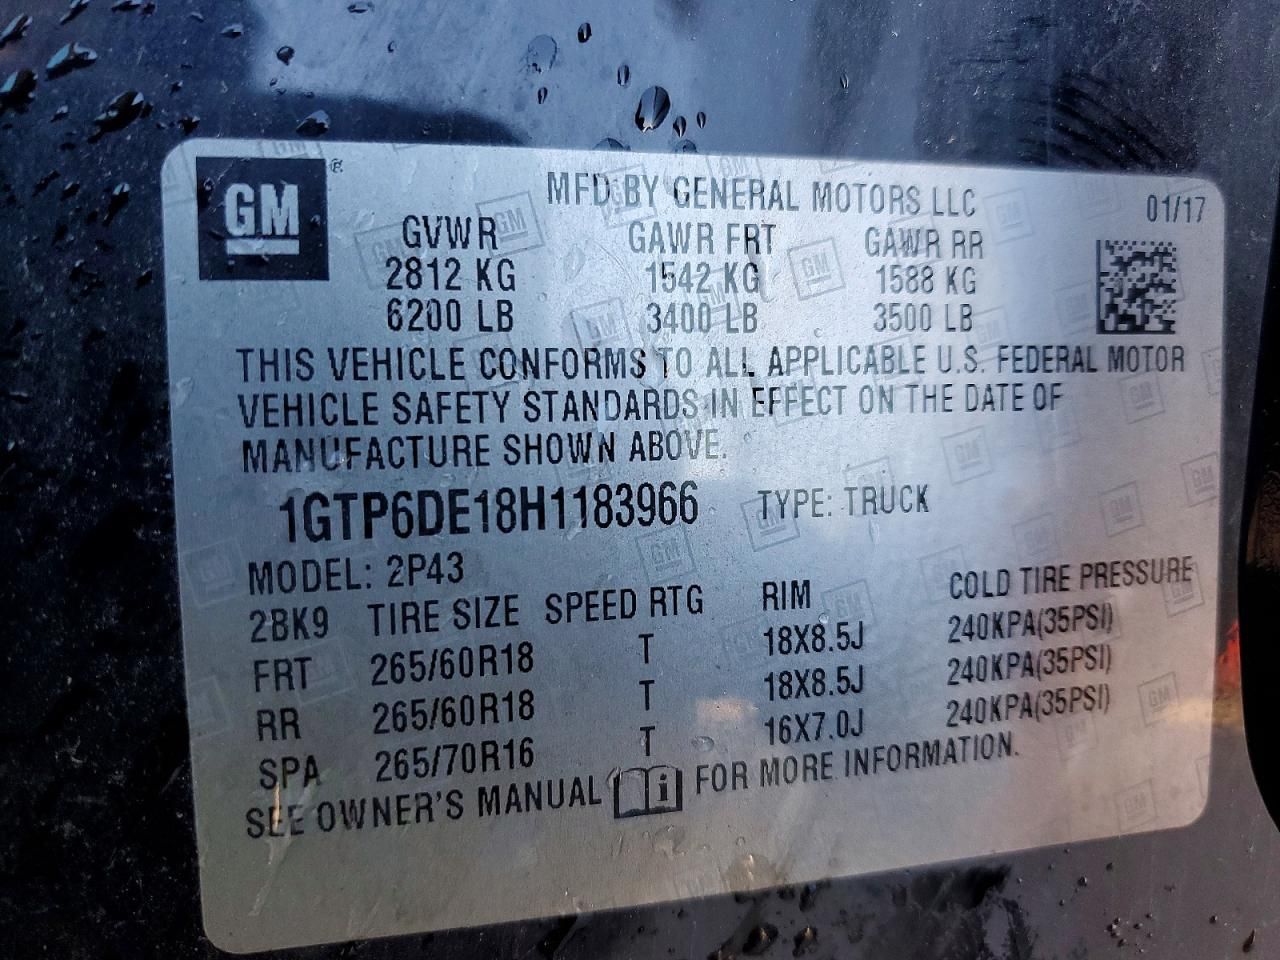 GM ® MFD BY GENERAL MOTORS LLC 01/17
GVWR GAWR FRT GAWR RR
2812 KG 1542 KG 1588 KG
6200 LB 3400 LB 3500 LB
THIS VEHICLE CONFORMS TO ALL APPLICABLE U.S. FEDERAL MOTOR
VEHICLE SAFETY STANDARDS IN EFFECT ON THE DATE OF
MANUFACTURE SHOWN ABOVE.
1GTP6DE18H1183966 TYPE: TRUCK
MODEL: 2P43
2BK9 TIRE SIZE SPEED RTG RIM COLD TIRE PRESSURE
FRT 265/60R18 T 18X8.5J 240KPA(35PSI)
RR 265/60R18 T 18X8.5J 240KPA(35PSI)
SPA 265/70R16 T 16X7.0J 240KPA(35PSI)
SEE OWNER'S MANUAL i FOR MORE INFORMATION.